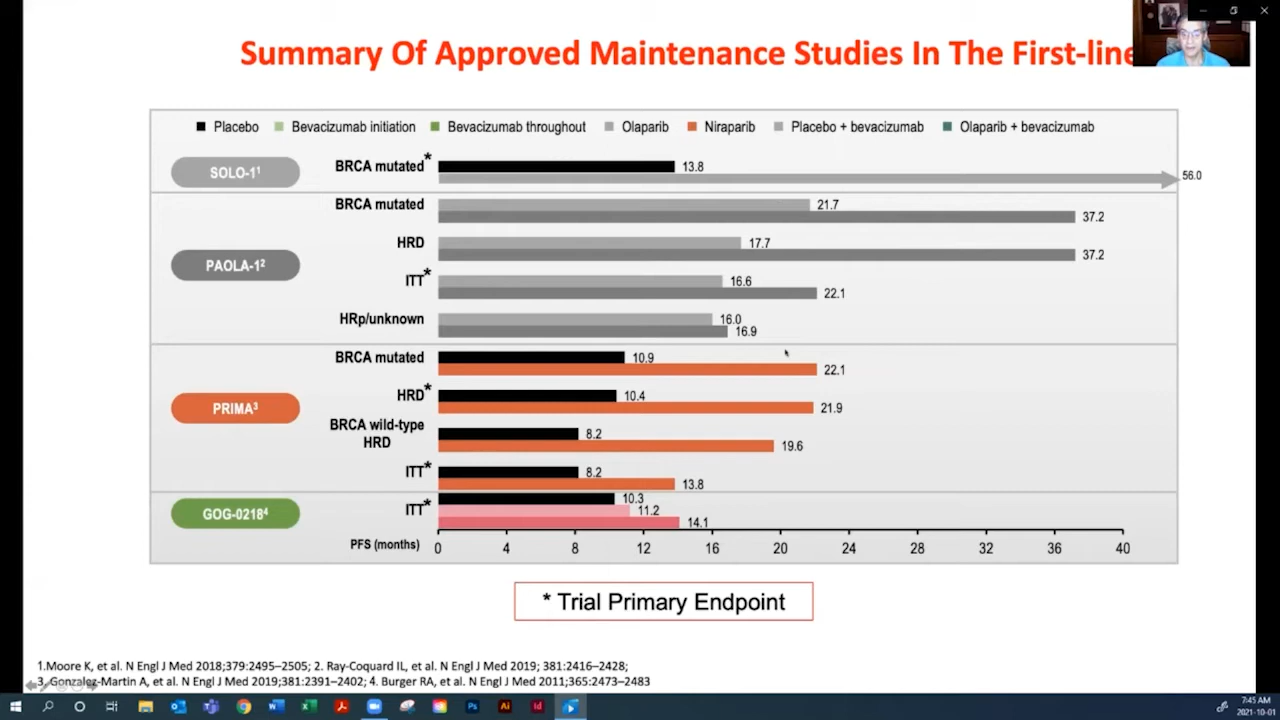 Summary Of Approved Maintenance Studies In The First-line
Placebo Bevacizumab initiation Bevacizumab throughout Olaparib Niraparib Placebo + bevacizumab Olaparib + bevacizumab
SOLO-1¹
BRCA mutated*
13.8
56.0
PAOLA-1²
BRCA mutated
21.7
37.2
HRD
17.7
37.2
ITT*
16.6
22.1
HRp/unknown
16.0
16.9
PRIMA³
BRCA mutated
10.9
22.1
HRD*
10.4
21.9
BRCA wild-type
HRD
8.2
19.6
ITT*
8.2
13.8
GOG-0218⁴
ITT*
10.3
11.2
14.1
PFS (months) 0 4 8 12 16 20 24 28 32 36 40
* Trial Primary Endpoint
1.Moore K, et al. N Engl J Med 2018;379:2495–2505; 2. Ray-Coquard IL, et al. N Engl J Med 2019; 381:2416–2428;
3. Gonzalez-Martin A, et al. N Engl J Med 2019;381:2391–2402; 4. Burger RA, et al. N Engl J Med 2011;365:2473–2483
7:45 AM
2021-10-01